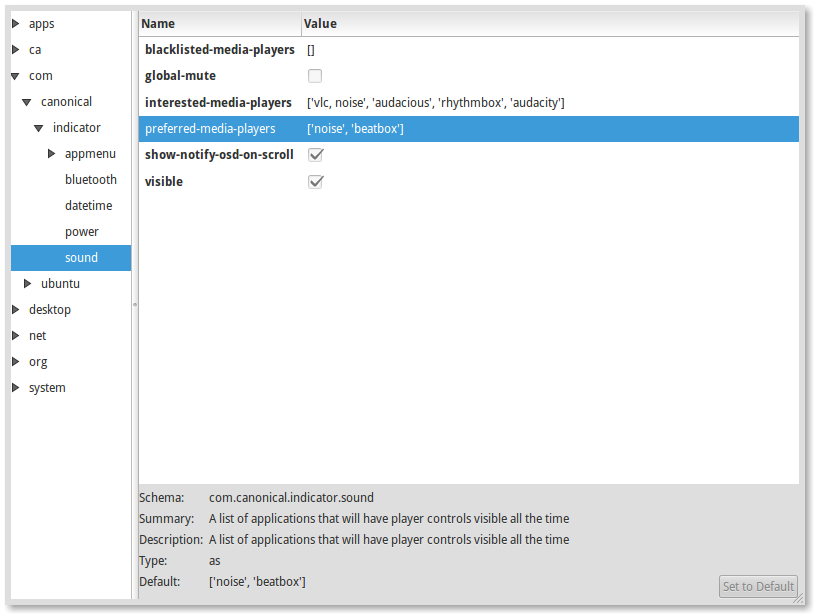 apps
ca
com
canonical
indicator
appmenu
bluetooth
datetime
power
sound
ubuntu
desktop
net
org
system
Name Value
blacklisted-media-players []
global-mute
interested-media-players ['vlc, noise', 'audacious', 'rhythmbox', 'audacity']
preferred-media-players ['noise', 'beatbox']
show-notify-osd-on-scroll
visible
Schema: com.canonical.indicator.sound
Summary: A list of applications that will have player controls visible all the time
Description: A list of applications that will have player controls visible all the time
Type: as
Default: ['noise', 'beatbox']
Set to Default